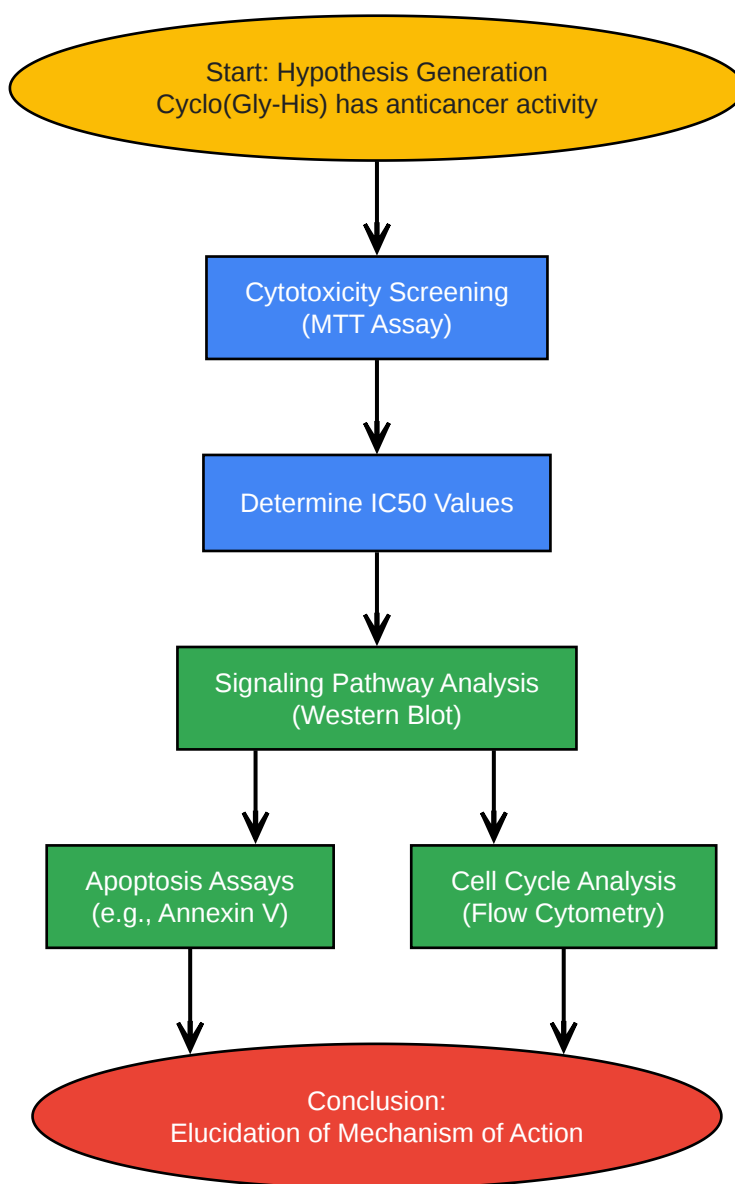 Start: Hypothesis Generation
Cyclo(Gly-His) has anticancer activity
Cytotoxicity Screening
(MTT Assay)
Determine IC50 Values
Signaling Pathway Analysis
(Western Blot)
Apoptosis Assays
(e.g., Annexin V)
Cell Cycle Analysis
(Flow Cytometry)
Conclusion:
Elucidation of Mechanism of Action